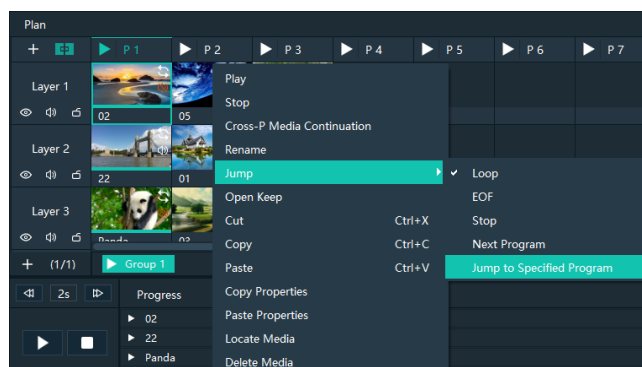 Plan
+ P 1 P 2 P 3 P 4 P 5 P 6 P 7
Layer 1
02 05
Layer 2
22 01
Layer 3
Panda 02
+ (1/1) Group 1
2s Progress
02
22
Panda
Play
Stop
Cross-P Media Continuation
Rename
Jump
Open Keep
Cut Ctrl+X
Copy Ctrl+C
Paste Ctrl+V
Copy Properties
Paste Properties
Locate Media
Delete Media
Loop
EOF
Stop
Next Program
Jump to Specified Program